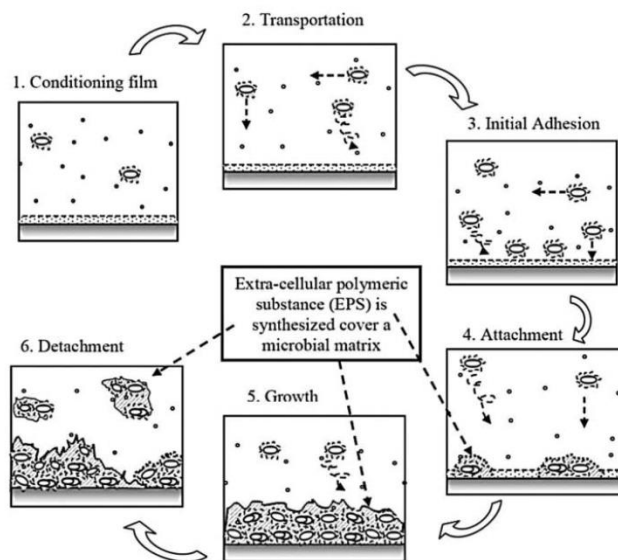 1. Conditioning film
2. Transportation
3. Initial Adhesion
Extra-cellular polymeric
substance (EPS) is
synthesized cover a
microbial matrix
4. Attachment
5. Growth
6. Detachment